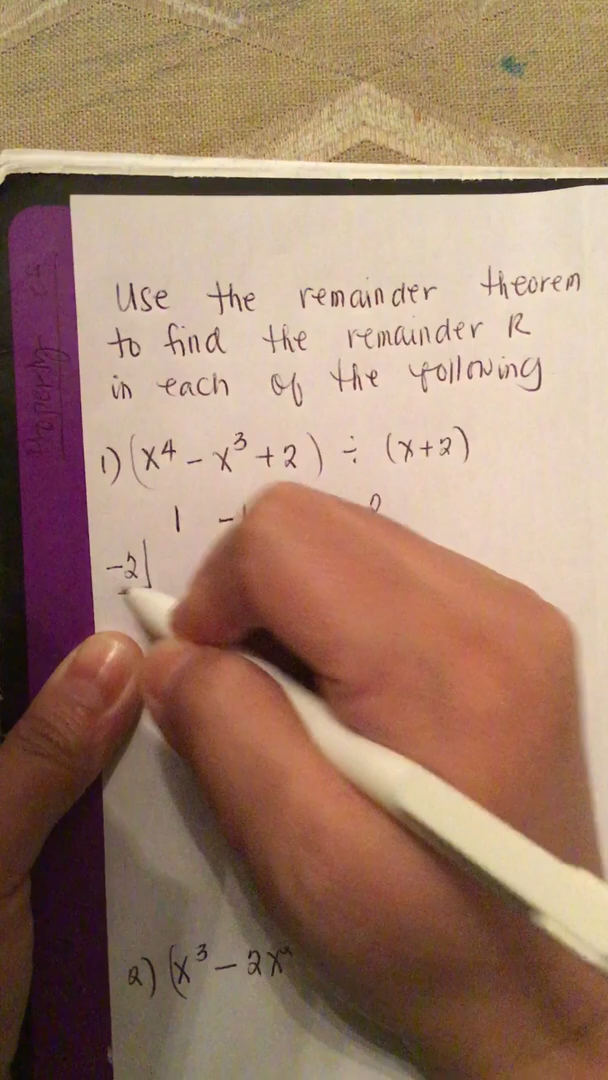 Use the remainder theorem
to find the remainder R
in each of the following
1) (x⁴ - x³ + 2) ÷ (x+2)
1
-2
2) (x³ - 2x²